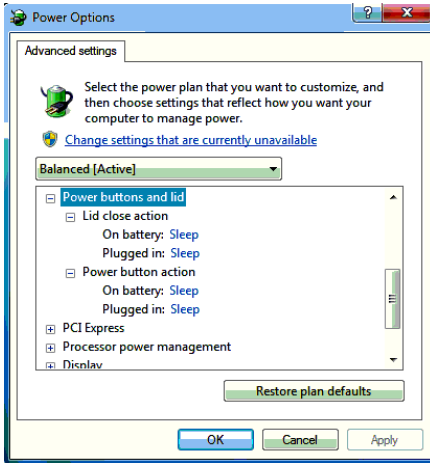 Power Options
Advanced settings
Select the power plan that you want to customize, and
then choose settings that reflect how you want your
computer to manage power.
Change settings that are currently unavailable
Balanced [Active]
Power buttons and lid
Lid close action
On battery: Sleep
Plugged in: Sleep
Power button action
On battery: Sleep
Plugged in: Sleep
PCI Express
Processor power management
Display
Restore plan defaults
OK Cancel Apply